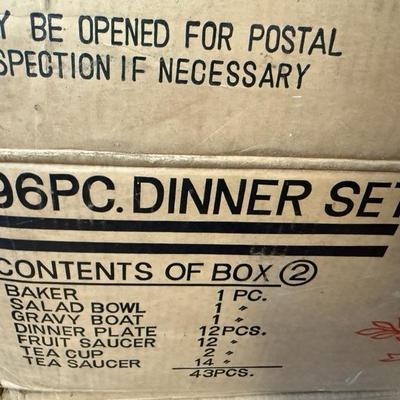 Y BE OPENED FOR POSTAL
SPECTION IF NECESSARY
96PC. DINNER SET
CONTENTS OF BOX ②
BAKER 1 PC.
SALAD BOWL 1 〃
GRAVY BOAT 1 〃
DINNER PLATE 12PCS.
FRUIT SAUCER 12 〃
TEA CUP 2 〃
TEA SAUCER 14 〃
43PCS.